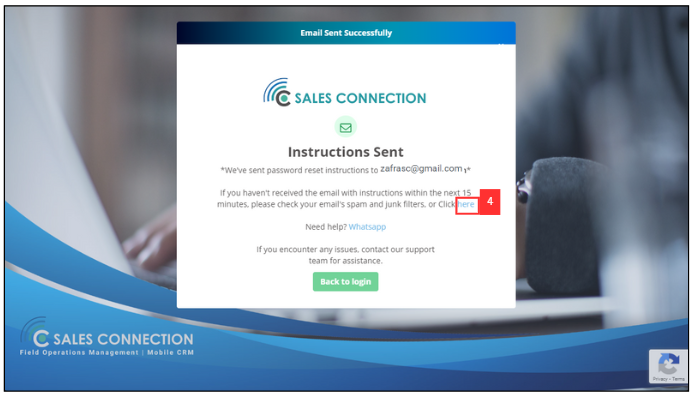 Email Sent Successfully
SALES CONNECTION
Instructions Sent
*We've sent password reset instructions to zafrasc@gmail.com,*
If you haven't received the email with instructions within the next 15
minutes, please check your email's spam and junk filters, or Click here
4
Need help? Whatsapp
If you encounter any issues, contact our support
team for assistance.
Back to login
SALES CONNECTION
Field Operations Management | Mobile CRM
Privacy - Terms